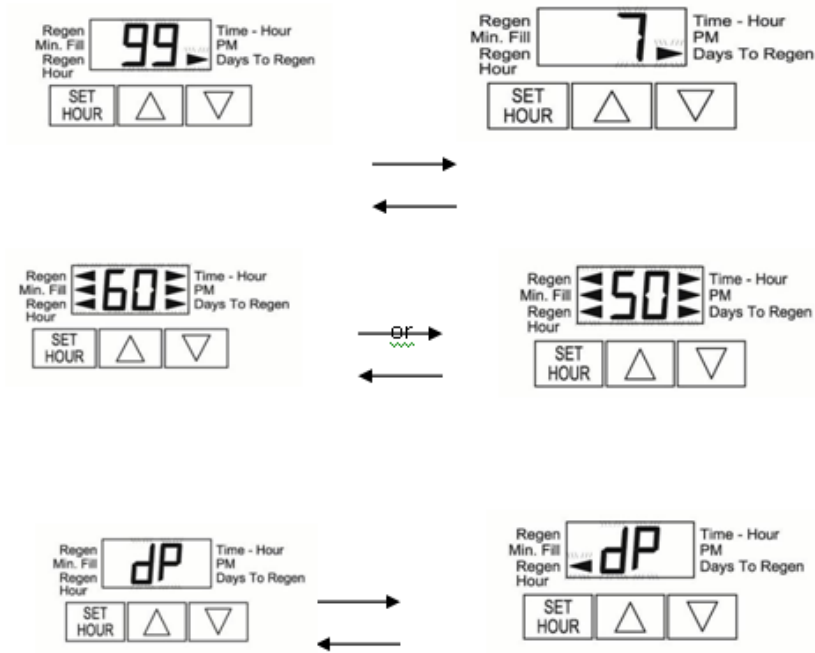 Regen
Min. Fill
Regen
Hour
99
Time - Hour
PM
Days To Regen
SET
HOUR
Regen
Min. Fill
Regen
Hour
7
Time - Hour
PM
Days To Regen
SET
HOUR
Regen
Min. Fill
Regen
Hour
60
Time - Hour
PM
Days To Regen
SET
HOUR
or
Regen
Min. Fill
Regen
Hour
50
Time - Hour
PM
Days To Regen
SET
HOUR
Regen
Min. Fill
Regen
Hour
dP
Time - Hour
PM
Days To Regen
SET
HOUR
Regen
Min. Fill
Regen
Hour
dP
Time - Hour
PM
Days To Regen
SET
HOUR